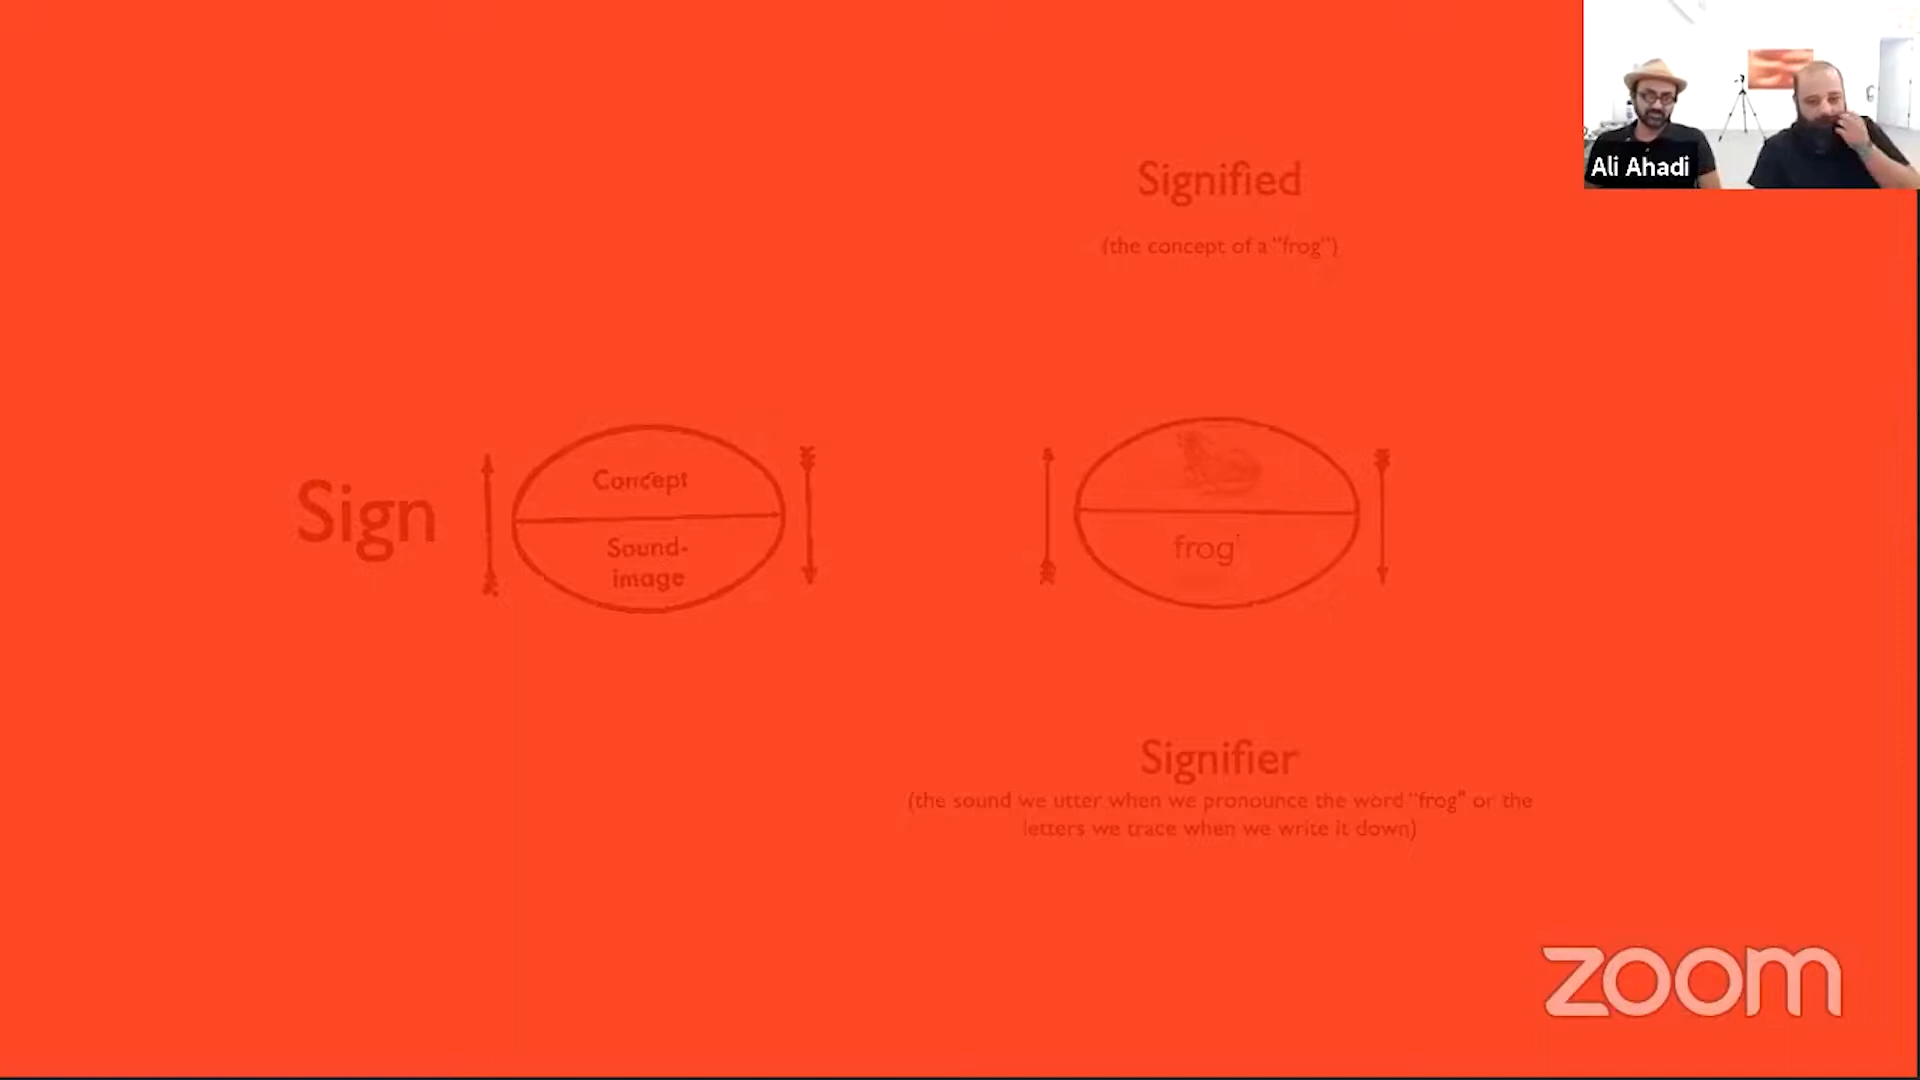 Ali Ahadi
Signified
(the concept of a "frog")
Sign
Concept
Sound-
image
frog
Signifier
(the sound we utter when we pronounce the word "frog" or the
letters we trace when we write it down)
zoom